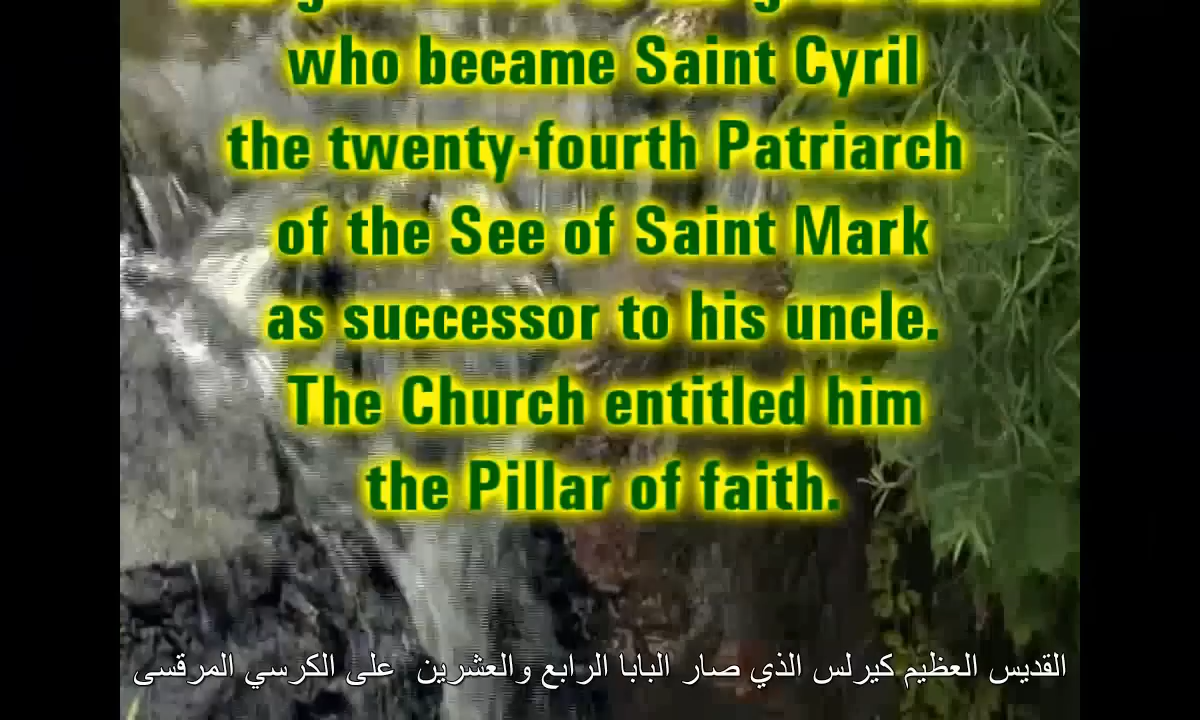 who became Saint Cyril
the twenty-fourth Patriarch
of the See of Saint Mark
as successor to his uncle.
The Church entitled him
the Pillar of faith.
القديس العظيم كيرلس الذي صار البابا الرابع والعشرين على الكرسي المرقسى